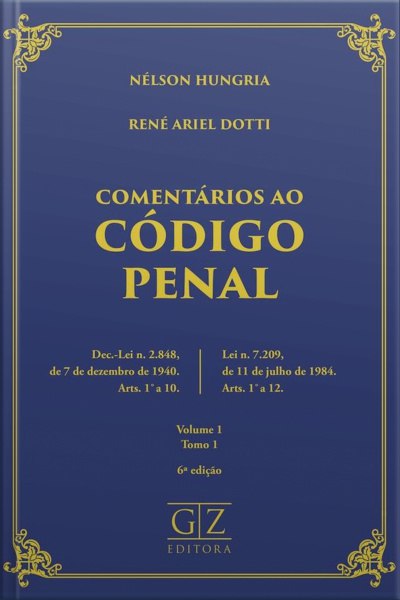 NÉLSON HUNGRIA
RENÉ ARIEL DOTTI
COMENTÁRIOS AO
CÓDIGO
PENAL
Dec.-Lei n. 2.848,
de 7 de dezembro de 1940.
Arts. 1º a 10.
Lei n. 7.209,
de 11 de julho de 1984.
Arts. 1º a 12.
Volume 1
Tomo 1
6ª edição
G|Z
EDITORA